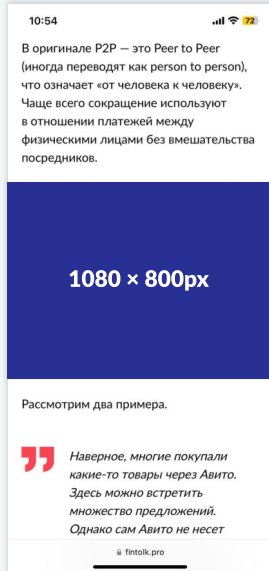 10:54
72
В оригинале P2P — это Peer to Peer
(иногда переводят как person to person),
что означает «от человека к человеку».
Чаще всего сокращение используют
в отношении платежей между
физическими лицами без вмешательства
посредников.
1080 × 800px
Рассмотрим два примера.
Наверное, многие покупали
какие-то товары через Авито.
Здесь можно встретить
множество предложений.
Однако сам Авито не несет
fintolk.pro